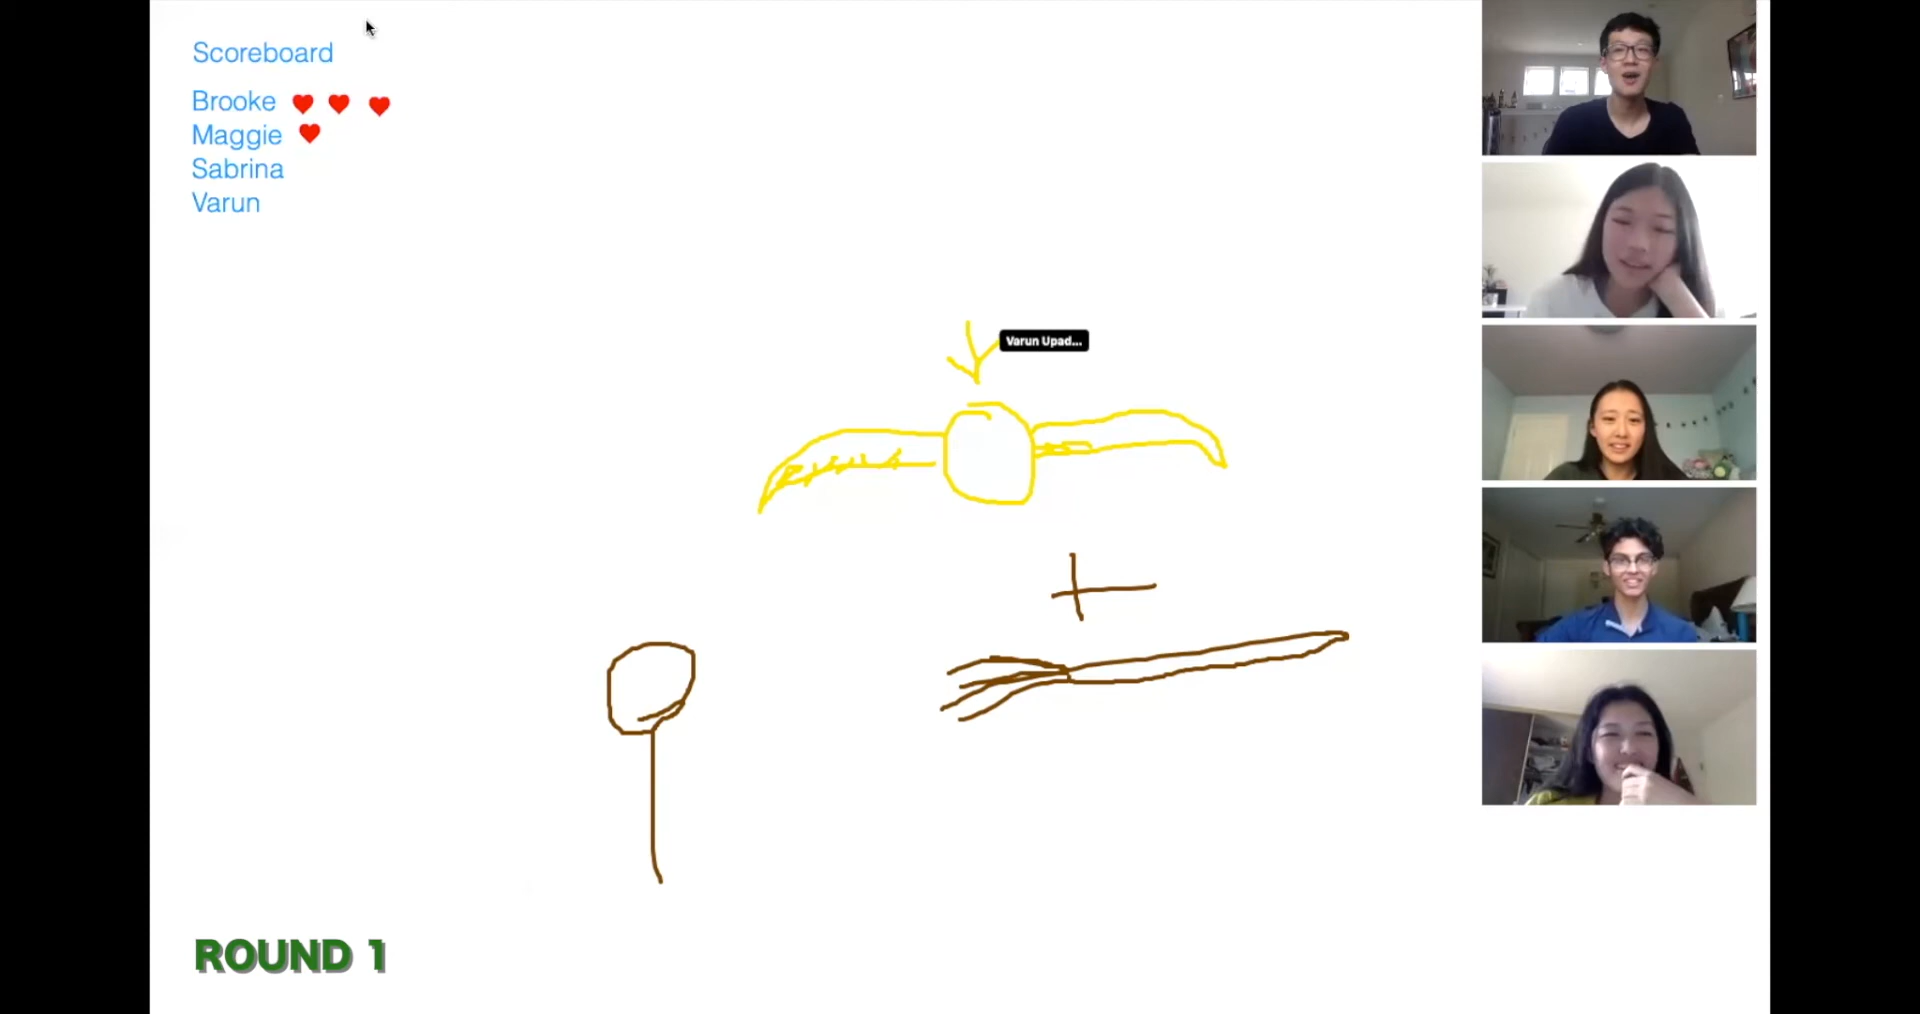 Scoreboard
Brooke
Maggie
Sabrina
Varun
Varun Upad...
ROUND 1